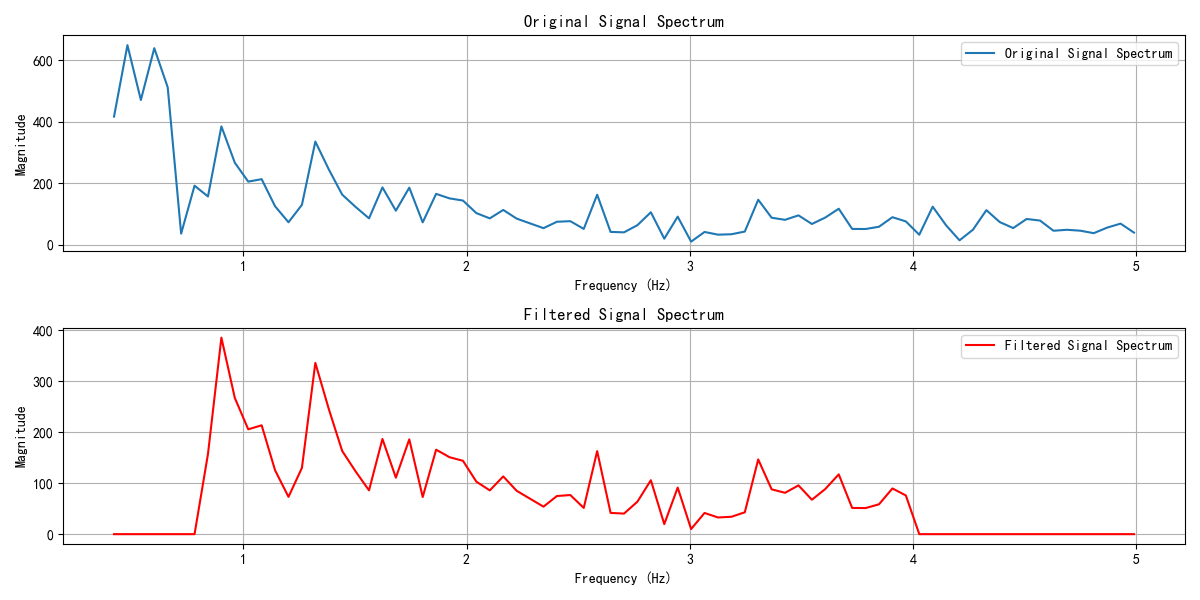 Original Signal Spectrum
Original Signal Spectrum
Magnitude
600
400
200
0
1 2 3 4 5
Frequency (Hz)
Filtered Signal Spectrum
Filtered Signal Spectrum
Magnitude
400
300
200
100
0
1 2 3 4 5
Frequency (Hz)